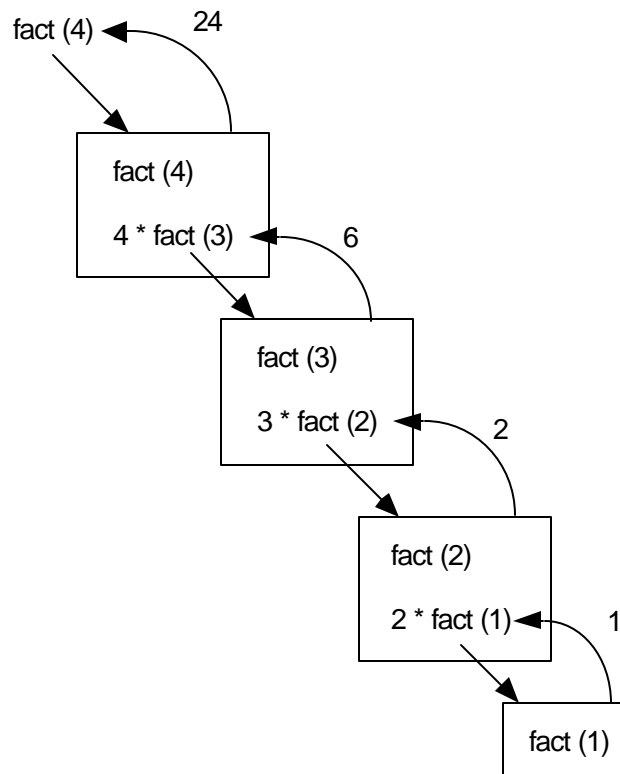 fact (4)
24
fact (4)
4 * fact (3)
6
fact (3)
3 * fact (2)
2
fact (2)
2 * fact (1)
1
fact (1)